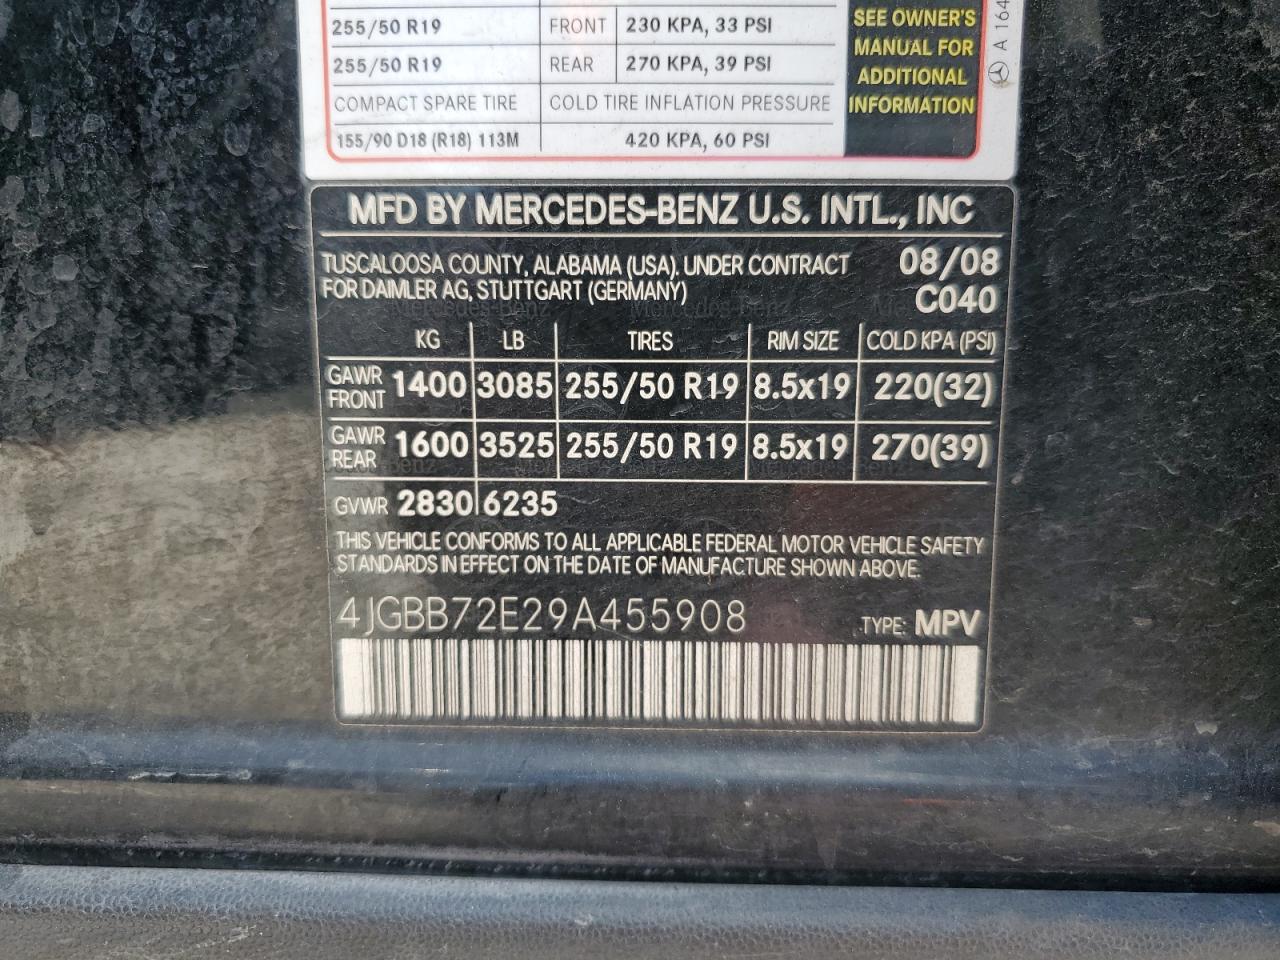 255/50 R19 FRONT 230 KPA, 33 PSI
255/50 R19 REAR 270 KPA, 39 PSI
COMPACT SPARE TIRE COLD TIRE INFLATION PRESSURE
155/90 D18 (R18) 113M 420 KPA, 60 PSI
SEE OWNER'S
MANUAL FOR
ADDITIONAL
INFORMATION
A 164
MFD BY MERCEDES-BENZ U.S. INTL., INC
TUSCALOOSA COUNTY, ALABAMA (USA), UNDER CONTRACT 08/08
FOR DAIMLER AG, STUTTGART (GERMANY) C040
KG LB TIRES RIM SIZE COLD KPA (PSI)
GAWR FRONT 1400 3085 255/50 R19 8.5x19 220(32)
GAWR REAR 1600 3525 255/50 R19 8.5x19 270(39)
GVWR 2830 6235
THIS VEHICLE CONFORMS TO ALL APPLICABLE FEDERAL MOTOR VEHICLE SAFETY
STANDARDS IN EFFECT ON THE DATE OF MANUFACTURE SHOWN ABOVE.
4JGBB72E29A455908 TYPE: MPV